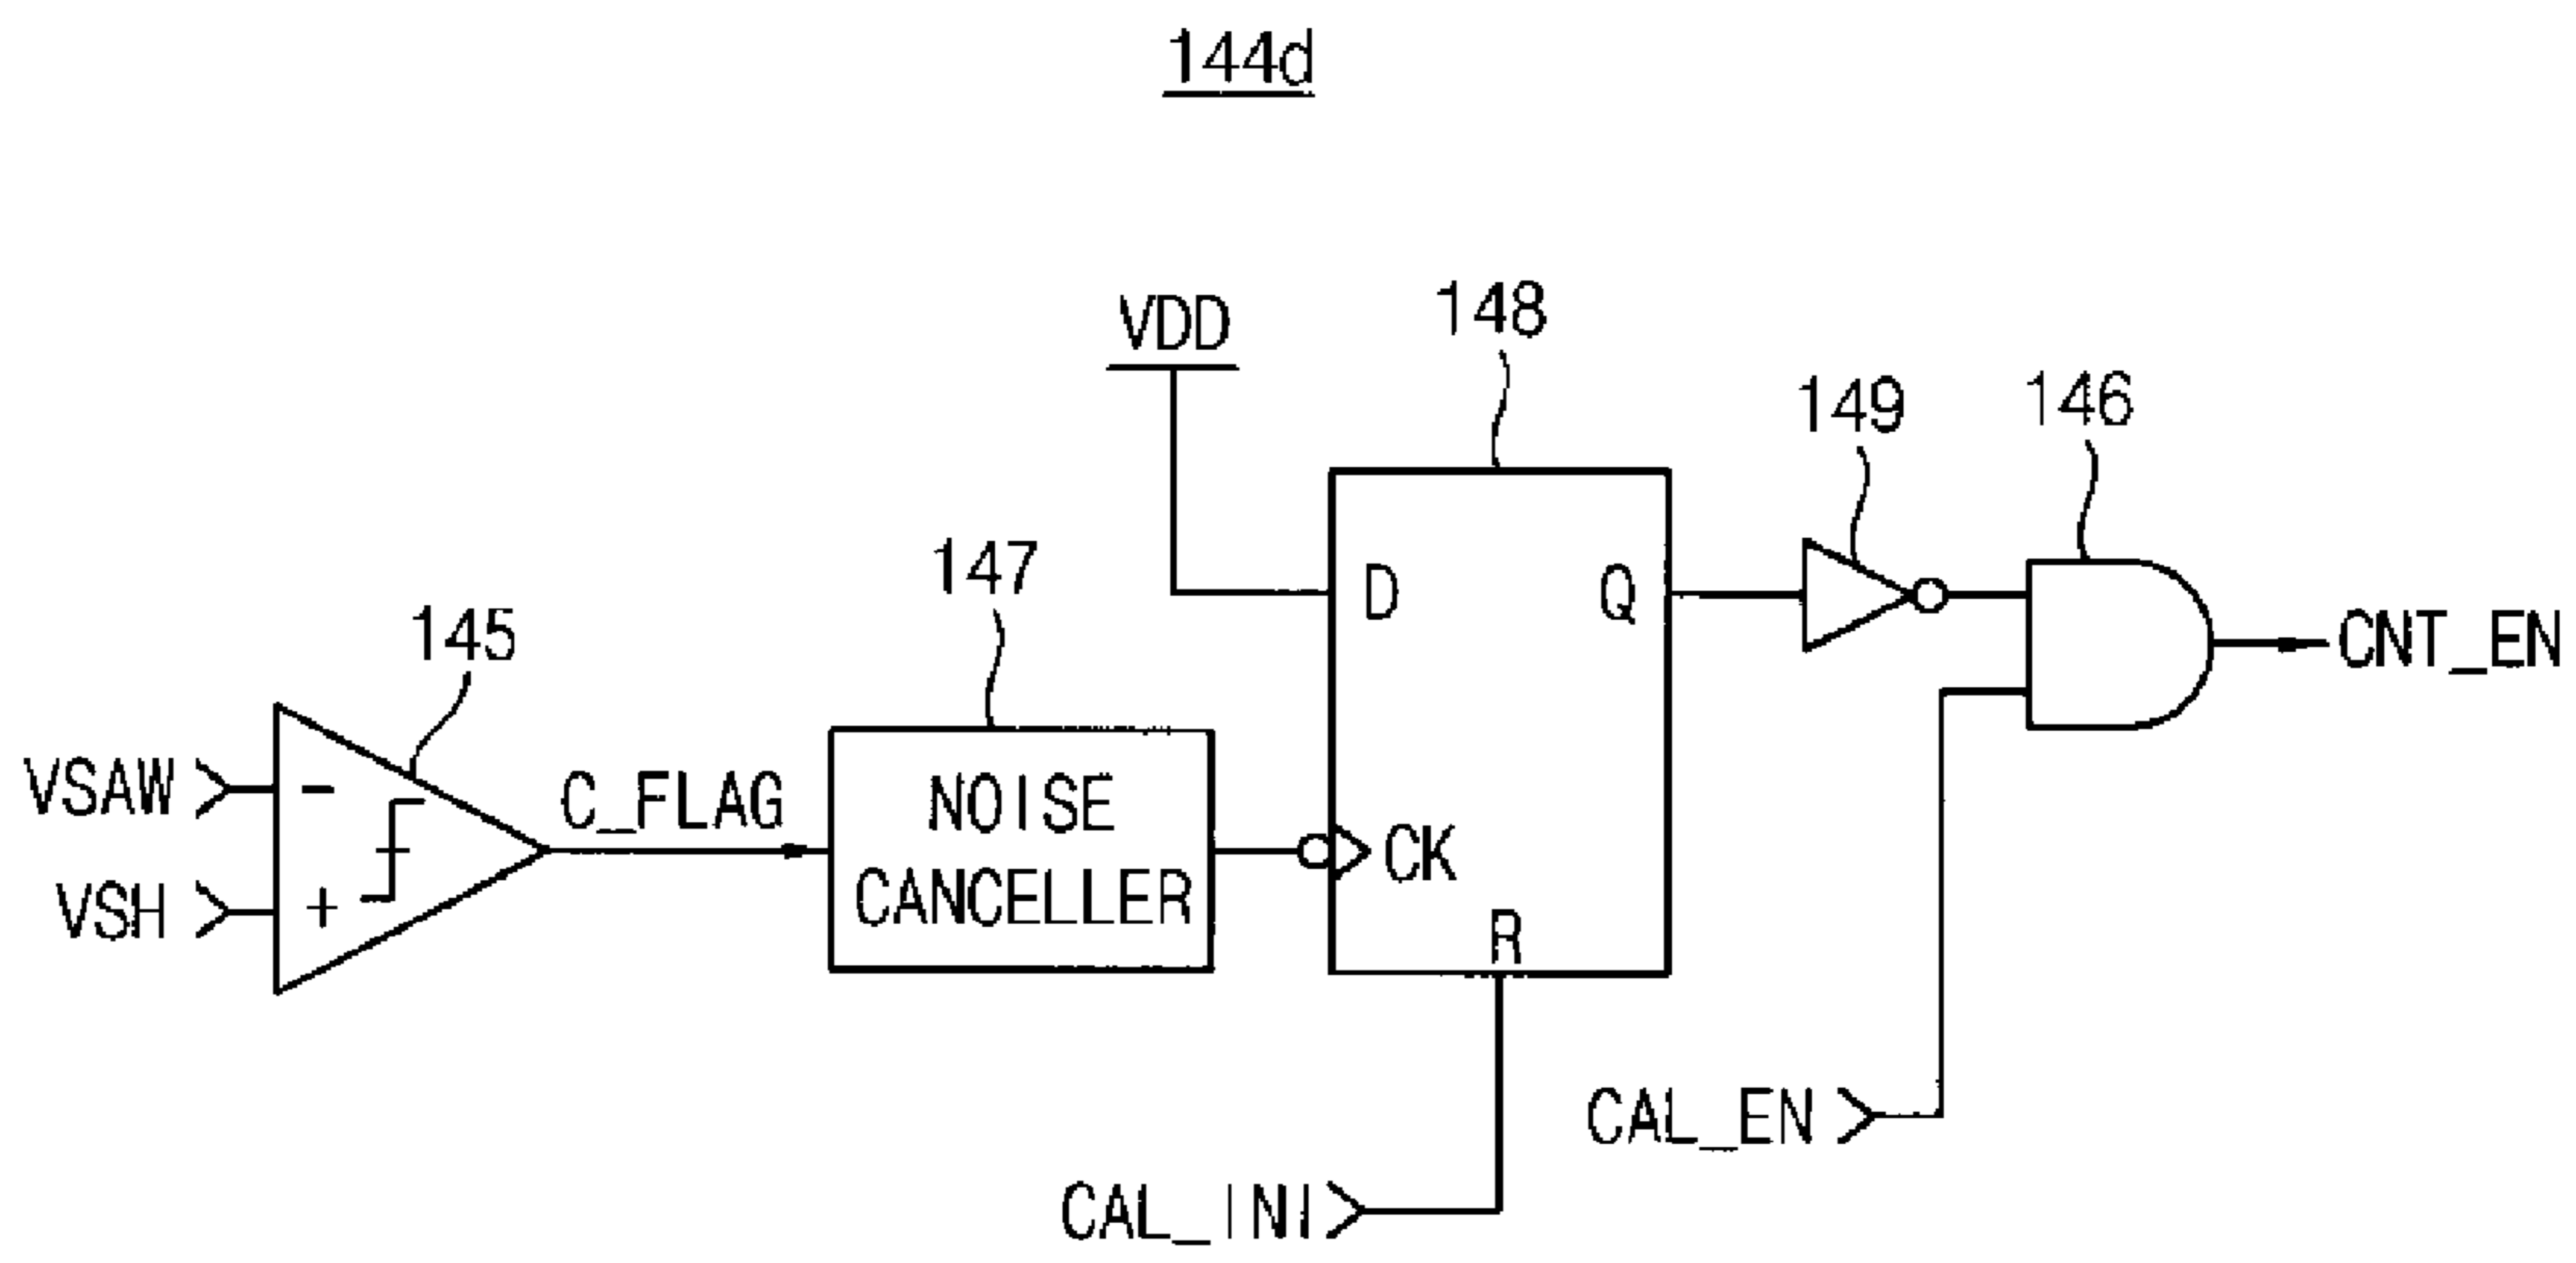 144d
VDD
148
149
146
147
145
D
Q
CNT_EN
VSAW
-
C_FLAG
NOISE
CANCELLER
CK
VSH
+
R
CAL_EN
CAL_INI